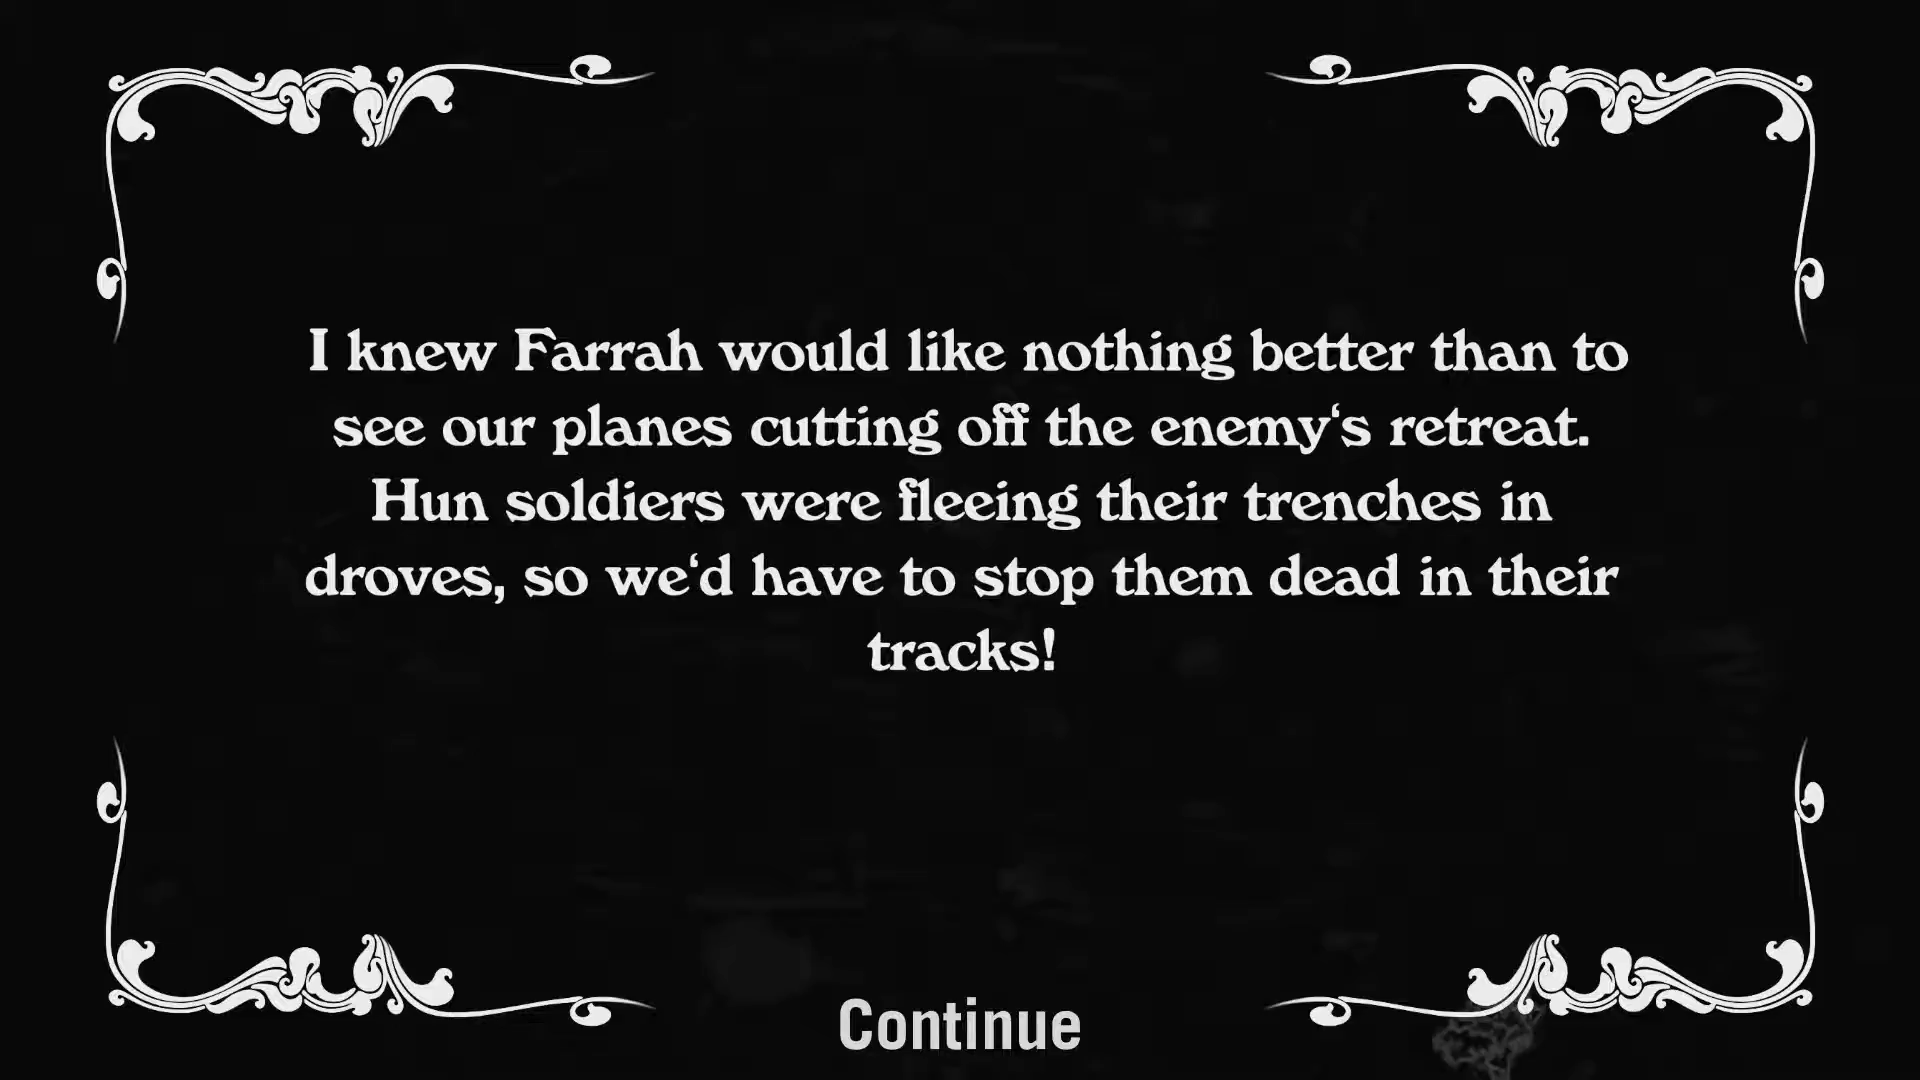 I knew Farrah would like nothing better than to
see our planes cutting off the enemy‘s retreat.
Hun soldiers were fleeing their trenches in
droves, so we‘d have to stop them dead in their
tracks!
Continue